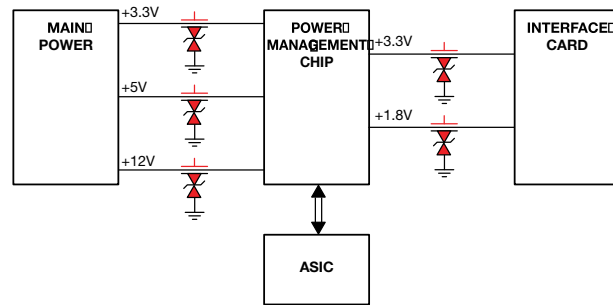 MAIN
POWER
+3.3V
+5V
+12V
POWER
MANAGEMENT
CHIP
+3.3V
+1.8V
INTERFACE
CARD
ASIC